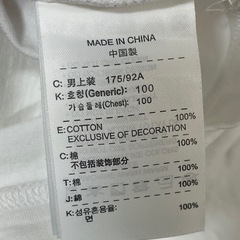 MADE IN CHINA
中国製
C: 男上装 175/92A
K: 호칭(Generic): 100
가슴둘레(Chest): 100
E:COTTON 100%
EXCLUSIVE OF DECORATION
C:棉 100%
不包括装饰部分
T:棉 100%
J:綿 100%
K:섬유혼용율: 100%
면